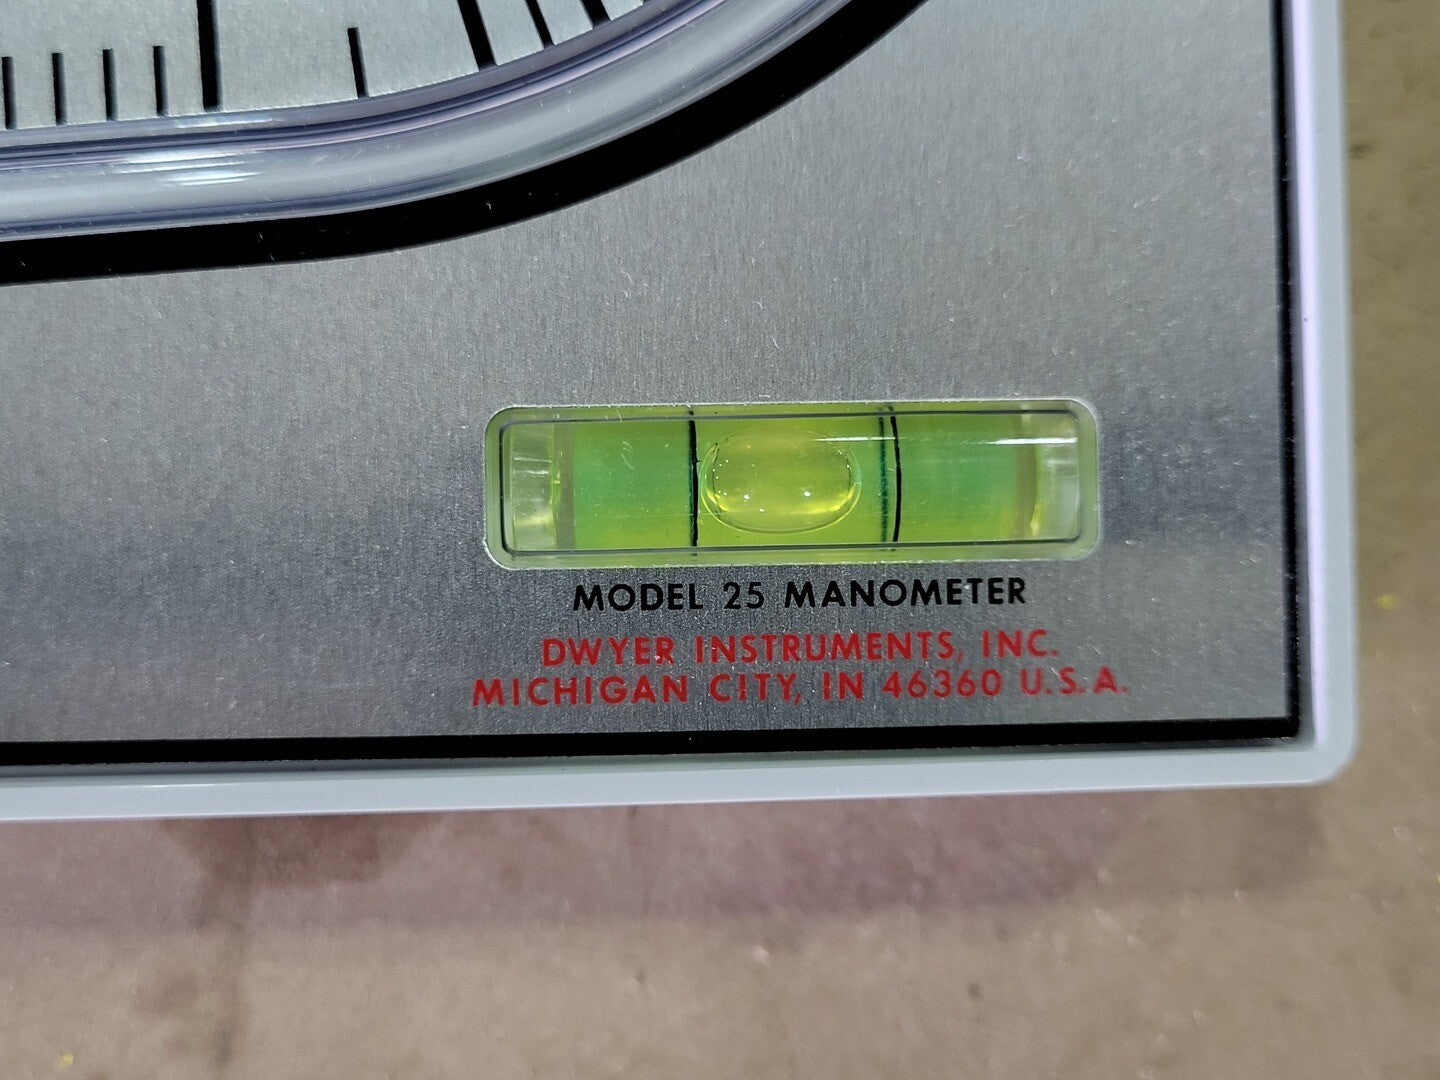 MODEL 25 MANOMETER
DWYER INSTRUMENTS, INC.
MICHIGAN CITY, IN 46360 U.S.A.